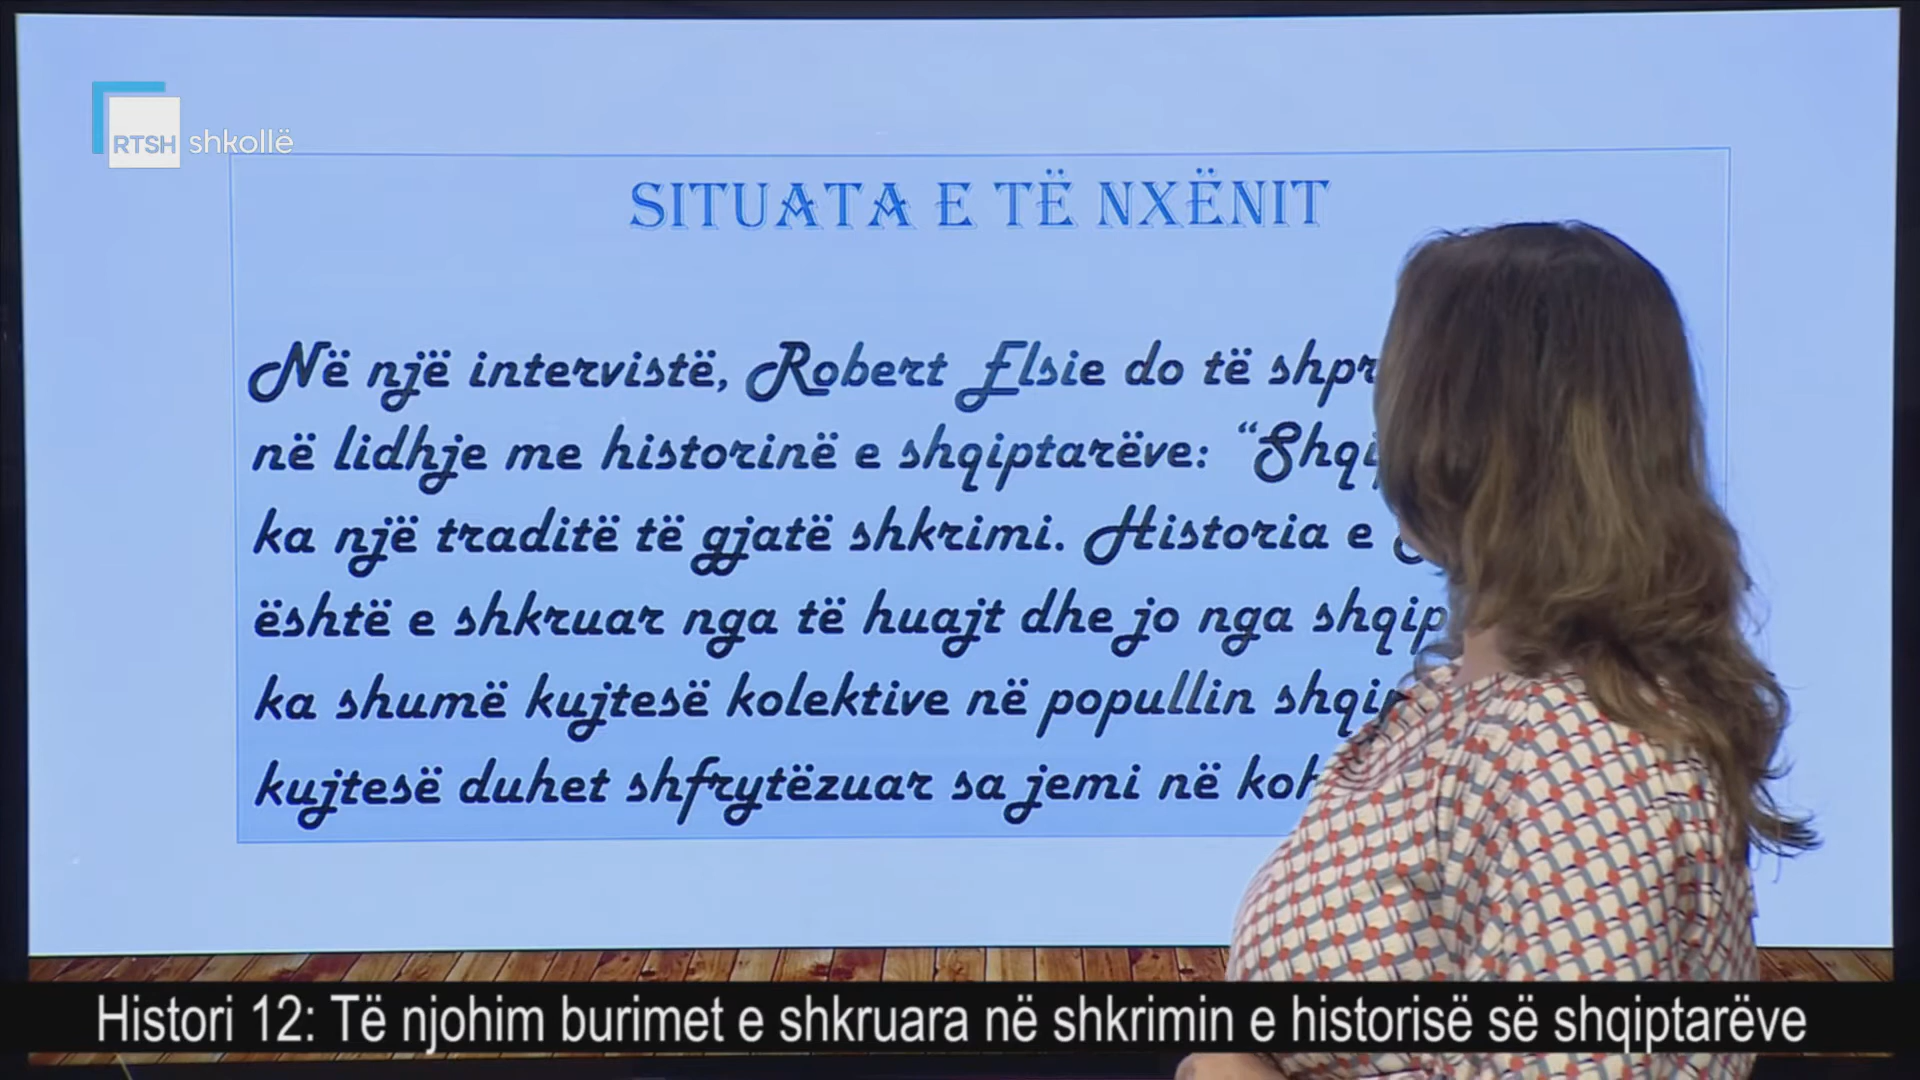 RTSH shkollë
SITUATA E TË NXËNIT
Në një intervistë, Robert Elsie do të
në lidhje me historinë e shqiptarëve:
ka një traditë të gjatë shkrimi. Historia e
është e shkruar nga të huajt dhe jo nga
ka shumë kujtesë kolektive në popullin
kujtesë duhet shfrytëzuar sa jemi në
Histori 12: Të njohim burimet e shkruara në shkrimin e historisë së shqiptarëve